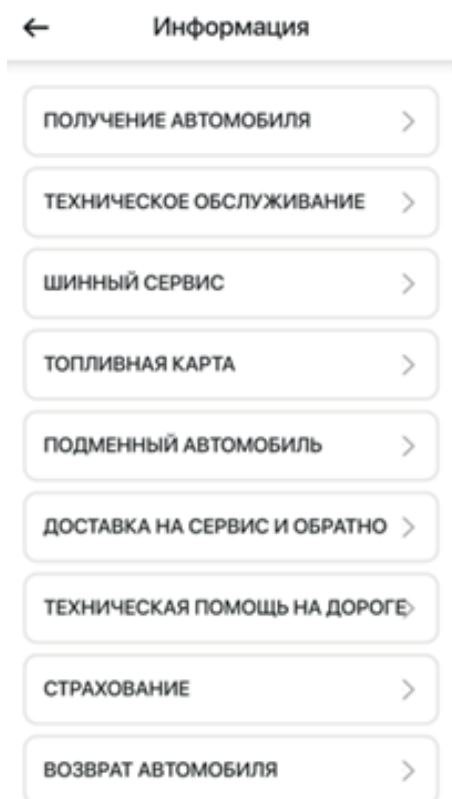 Информация
ПОЛУЧЕНИЕ АВТОМОБИЛЯ
ТЕХНИЧЕСКОЕ ОБСЛУЖИВАНИЕ
ШИННЫЙ СЕРВИС
ТОПЛИВНАЯ КАРТА
ПОДМЕННЫЙ АВТОМОБИЛЬ
ДОСТАВКА НА СЕРВИС И ОБРАТНО
ТЕХНИЧЕСКАЯ ПОМОЩЬ НА ДОРОГЕ
СТРАХОВАНИЕ
ВОЗВРАТ АВТОМОБИЛЯ